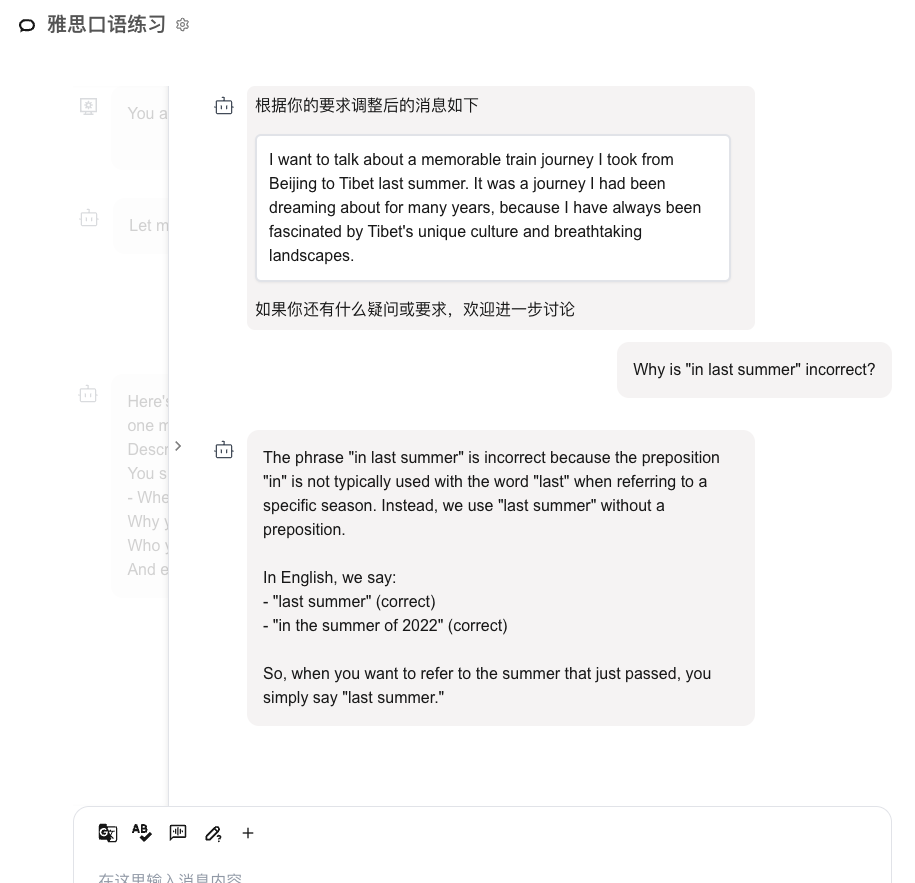 雅思口语练习
You a
Let m
Here's
one m
Descr
You s
- Whe
Why y
Who y
And e
根据你的要求调整后的消息如下
I want to talk about a memorable train journey I took from
Beijing to Tibet last summer. It was a journey I had been
dreaming about for many years, because I have always been
fascinated by Tibet's unique culture and breathtaking
landscapes.
如果你还有什么疑问或要求，欢迎进一步讨论
Why is "in last summer" incorrect?
The phrase "in last summer" is incorrect because the preposition
"in" is not typically used with the word "last" when referring to a
specific season. Instead, we use "last summer" without a
preposition.
In English, we say:
- "last summer" (correct)
- "in the summer of 2022" (correct)
So, when you want to refer to the summer that just passed, you
simply say "last summer."
在这里输入消息内容